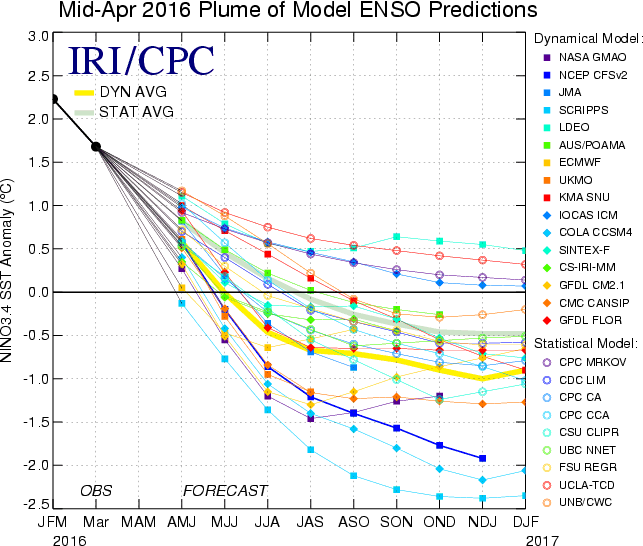 Mid-Apr 2016 Plume of Model ENSO Predictions
IRI/CPC
DYN AVG
STAT AVG
NINO3.4 SST Anomaly (°C)
3.0
2.5
2.0
1.5
1.0
0.5
0.0
-0.5
-1.0
-1.5
-2.0
-2.5
OBS
FORECAST
JFM Mar MAM AMJ MJJ JJA JAS ASO SON OND NDJ DJF
2016 2017
Dynamical Model:
NASA GMAO
NCEP CFSv2
JMA
SCRIPPS
LDEO
AUS/POAMA
ECMWF
UKMO
KMA SNU
IOCAS ICM
COLA CCSM4
SINTEX-F
CS-IRI-MM
GFDL CM2.1
CMC CANSIP
GFDL FLOR
Statistical Model:
CPC MRKOV
CDC LIM
CPC CA
CPC CCA
CSU CLIPR
UBC NNET
FSU REGR
UCLA-TCD
UNB/CWC